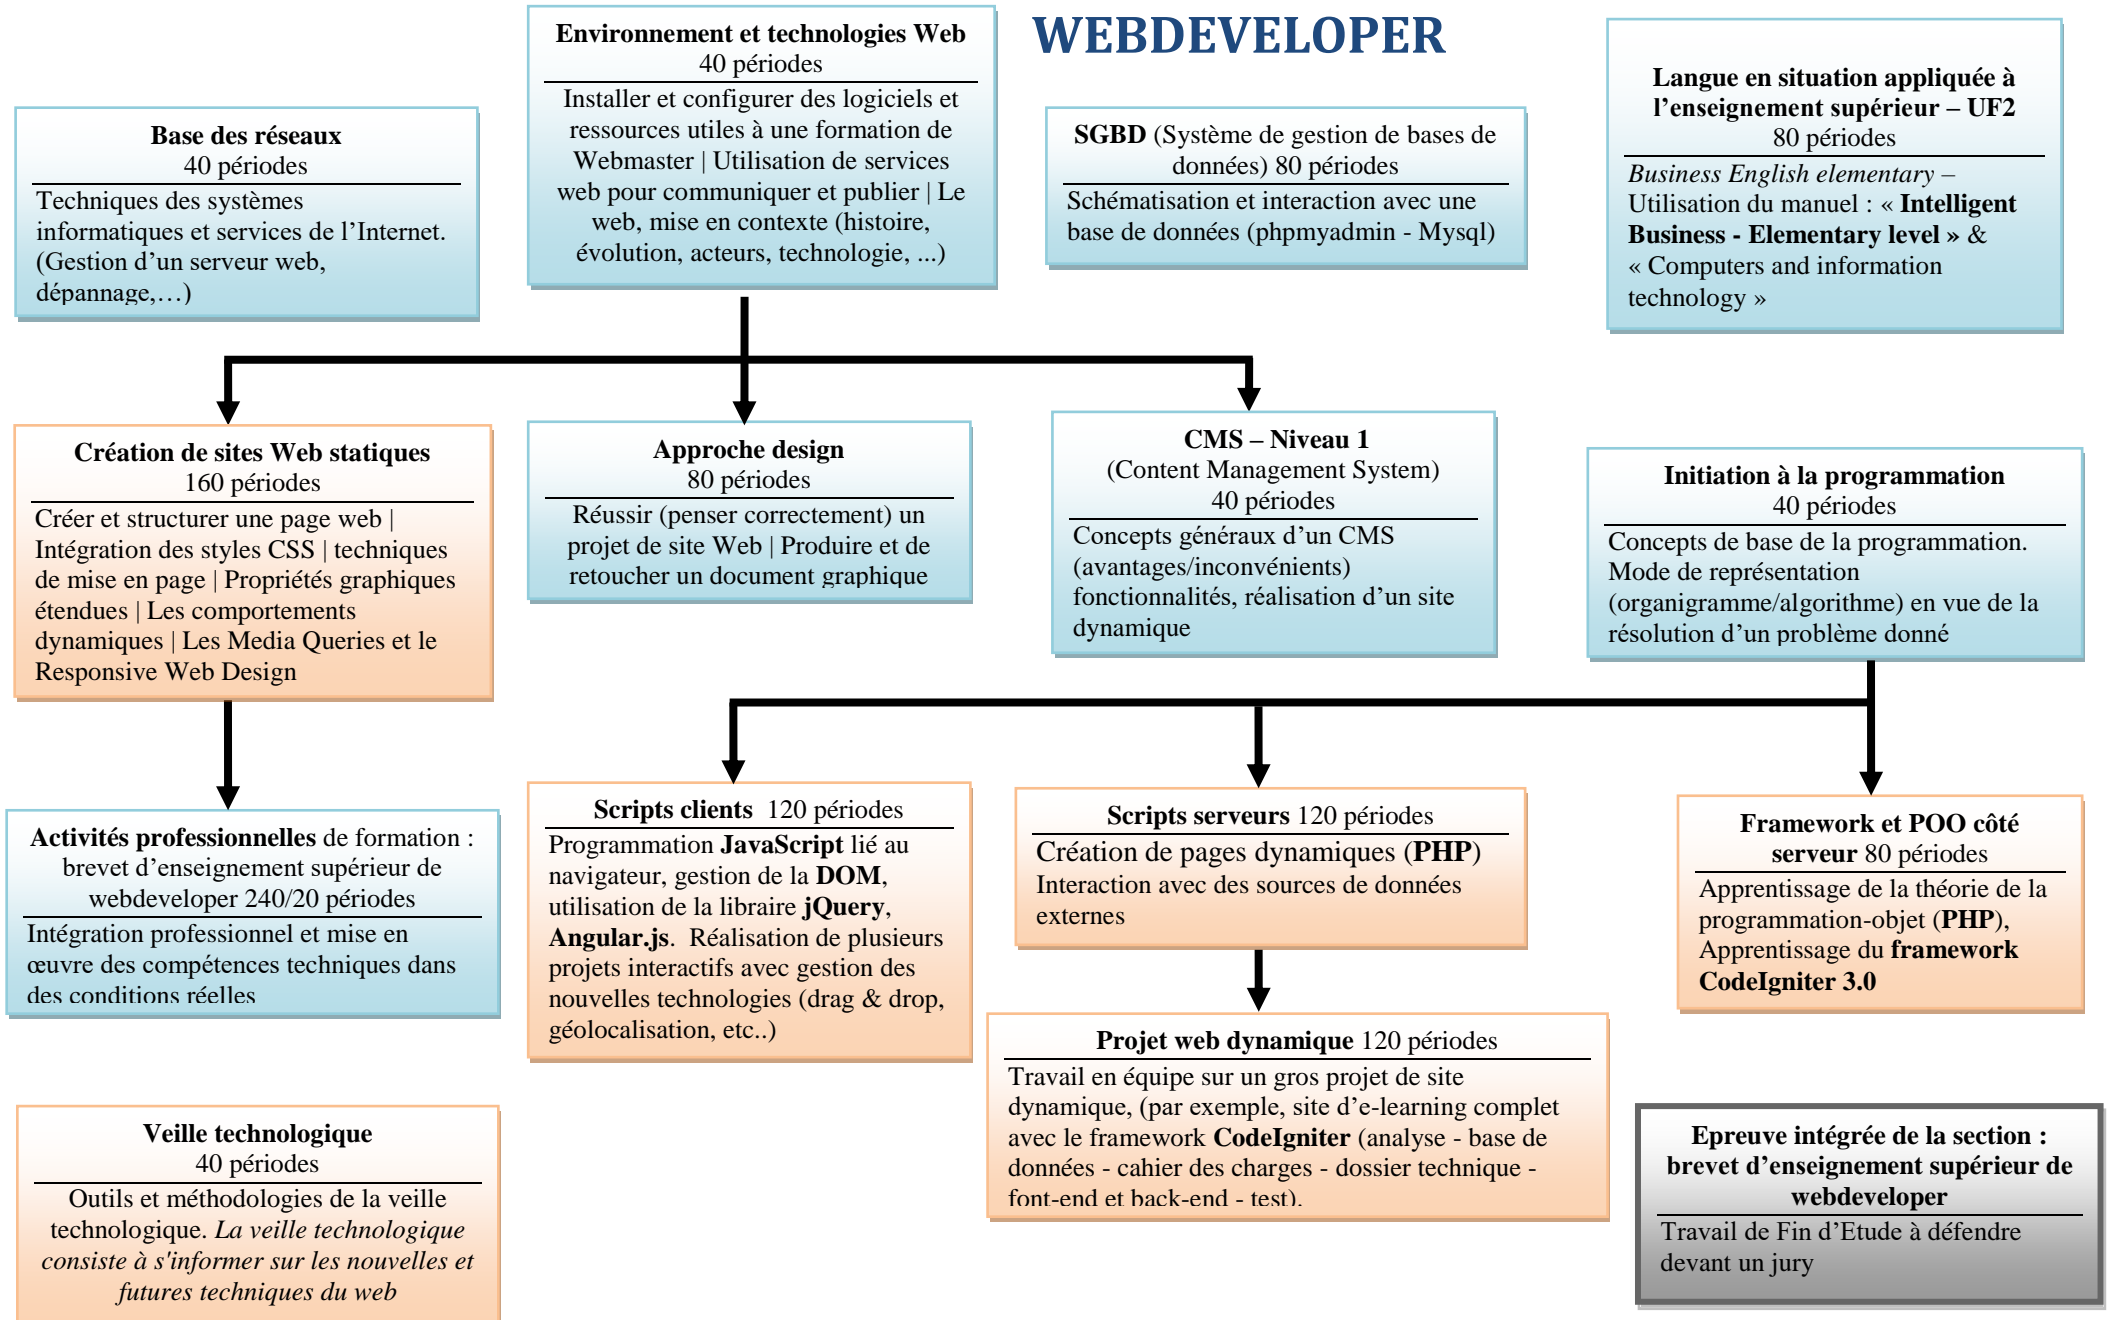 WEBDEVELOPER
Environnement et technologies Web
40 périodes
Installer et configurer des logiciels et
ressources utiles à une formation de
Webmaster | Utilisation de services
web pour communiquer et publier | Le
web, mise en contexte (histoire,
évolution, acteurs, technologie, ...)
Base des réseaux
40 périodes
Techniques des systèmes
informatiques et services de l’Internet.
(Gestion d’un serveur web,
dépannage,…)
SGBD (Système de gestion de bases de
données) 80 périodes
Schématisation et interaction avec une
base de données (phpmyadmin - Mysql)
Langue en situation appliquée à
l’enseignement supérieur – UF2
80 périodes
Business English elementary –
Utilisation du manuel : « Intelligent
Business - Elementary level » &
« Computers and information
technology »
Création de sites Web statiques
160 périodes
Créer et structurer une page web |
Intégration des styles CSS | techniques
de mise en page | Propriétés graphiques
étendues | Les comportements
dynamiques | Les Media Queries et le
Responsive Web Design
Approche design
80 périodes
Réussir (penser correctement) un
projet de site Web | Produire et de
retoucher un document graphique
CMS – Niveau 1
(Content Management System)
40 périodes
Concepts généraux d’un CMS
(avantages/inconvénients)
fonctionnalités, réalisation d’un site
dynamique
Initiation à la programmation
40 périodes
Concepts de base de la programmation.
Mode de représentation
(organigramme/algorithme) en vue de la
résolution d’un problème donné
Activités professionnelles de formation :
brevet d’enseignement supérieur de
webdeveloper 240/20 périodes
Intégration professionnel et mise en
œuvre des compétences techniques dans
des conditions réelles
Scripts clients 120 périodes
Programmation JavaScript lié au
navigateur, gestion de la DOM,
utilisation de la libraire jQuery,
Angular.js. Réalisation de plusieurs
projets interactifs avec gestion des
nouvelles technologies (drag & drop,
géolocalisation, etc..)
Scripts serveurs 120 périodes
Création de pages dynamiques (PHP)
Interaction avec des sources de données
externes
Framework et POO côté
serveur 80 périodes
Apprentissage de la théorie de la
programmation-objet (PHP),
Apprentissage du framework
CodeIgniter 3.0
Projet web dynamique 120 périodes
Travail en équipe sur un gros projet de site
dynamique, (par exemple, site d’e-learning complet
avec le framework CodeIgniter (analyse - base de
données - cahier des charges - dossier technique -
font-end et back-end - test).
Veille technologique
40 périodes
Outils et méthodologies de la veille
technologique. La veille technologique
consiste à s'informer sur les nouvelles et
futures techniques du web
Epreuve intégrée de la section :
brevet d’enseignement supérieur de
webdeveloper
Travail de Fin d’Etude à défendre
devant un jury